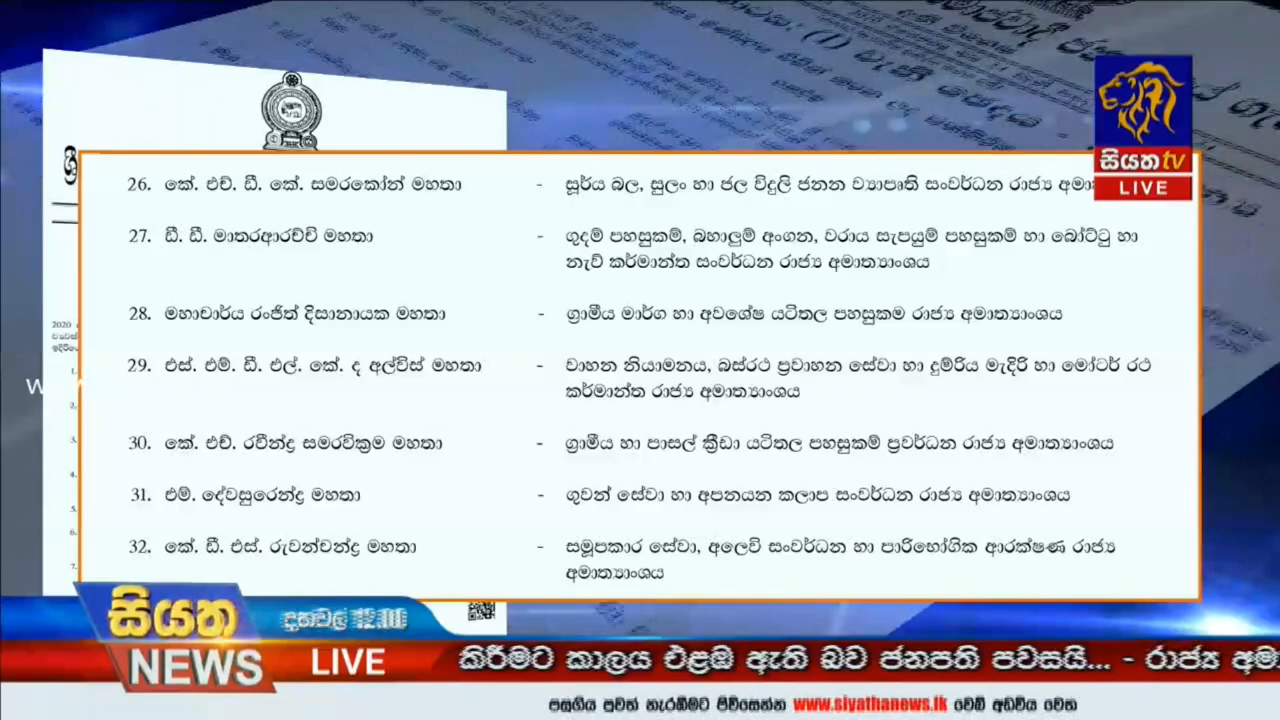 සියත tv
LIVE
26. කේ. එච්. ඩී. කේ. සමරකෝන් මහතා - සූර්ය බල, සුලං හා ජල විදුලි ජනන ව්‍යාපෘති සංවර්ධන රාජ්‍ය
27. ඩී. ඩී. මාතරආරච්චි මහතා - ගුදම් පහසුකම්, බහාලුම් අංගන, වරාය සැපයුම් පහසුකම් හා බෝට්ටු හා
නැව් කර්මාන්ත සංවර්ධන රාජ්‍ය අමාත්‍යාංශය
28. මහාචාර්ය රංජිත් දිසානායක මහතා - ග්‍රාමීය මාර්ග හා අවශේෂ යටිතල පහසුකම් රාජ්‍ය අමාත්‍යාංශය
29. එස්. එම්. ඩී. එල්. කේ. ද අල්විස් මහතා - වාහන නියාමනය, බස්රථ ප්‍රවාහන සේවා හා දුම්රිය මැදිරි හා මෝටර් රථ
කර්මාන්ත රාජ්‍ය අමාත්‍යාංශය
30. කේ. එච්. රවීන්ද්‍ර සමරවික්‍රම මහතා - ග්‍රාමීය හා පාසල් ක්‍රීඩා යටිතල පහසුකම් ප්‍රවර්ධන රාජ්‍ය අමාත්‍යාංශය
31. එම්. දේවසුරේන්ද්‍ර මහතා - ගුවන් සේවා හා අපනයන කලාප සංවර්ධන රාජ්‍ය අමාත්‍යාංශය
32. කේ. ඩී. එස්. රුවන්චන්ද්‍ර මහතා - සමූපකාර සේවා, අලෙවි සංවර්ධන හා පාරිභෝගික ආරක්ෂණ රාජ්‍ය
අමාත්‍යාංශය
2020
සියත
NEWS
LIVE
කිරීමට කාලය එළඹ ඇති බව ජනපති පවසයි... - රාජ්‍ය
පසුගිය පුවත් නැරඹීමට පිවිසෙන්න www.siyathanews.lk වෙබ් අඩවිය වෙත